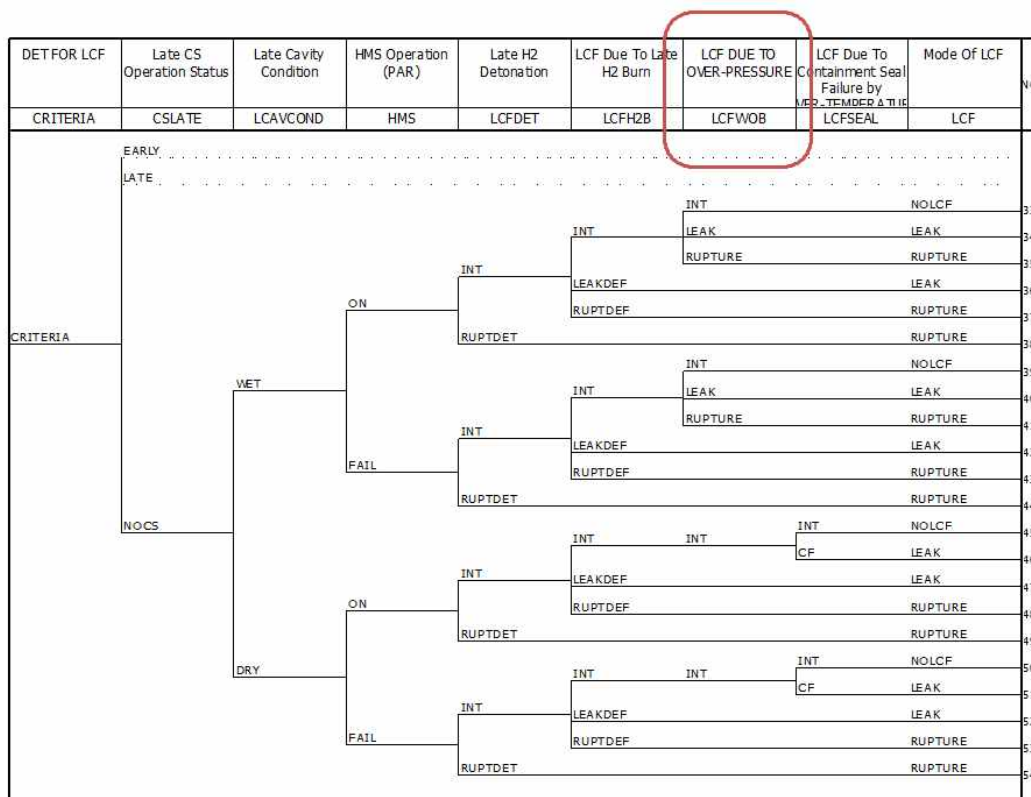 DET FOR LCF
Late CS
Operation Status
Late Cavity
Condition
HMS Operation
(PAR)
Late H2
Detonation
LCF Due To Late
H2 Burn
LCF DUE TO
OVER-PRESSURE
LCF Due To
Containment Seal
Failure by
Mode Of LCF
CRITERIA
CSLATE
LCAVCOND
HMS
LCFDET
LCFH2B
LCFWOB
LCFSEAL
LCF
EARLY
LATE
INT NOLCF
INT LEAK LEAK
RUPTURE RUPTURE
INT
LEAKDEF LEAK
ON
RUPTDEF RUPTURE
CRITERIA
RUPTDET RUPTURE
INT NOLCF
WET
INT LEAK LEAK
RUPTURE RUPTURE
INT
LEAKDEF LEAK
FAIL
RUPTDEF RUPTURE
RUPTDET RUPTURE
NOCS
INT NOLCF
INT INT
CF LEAK
INT
LEAKDEF LEAK
ON
RUPTDEF RUPTURE
RUPTDET RUPTURE
INT NOLCF
DRY
INT INT
CF LEAK
INT
LEAKDEF LEAK
FAIL
RUPTDEF RUPTURE
RUPTDET RUPTURE